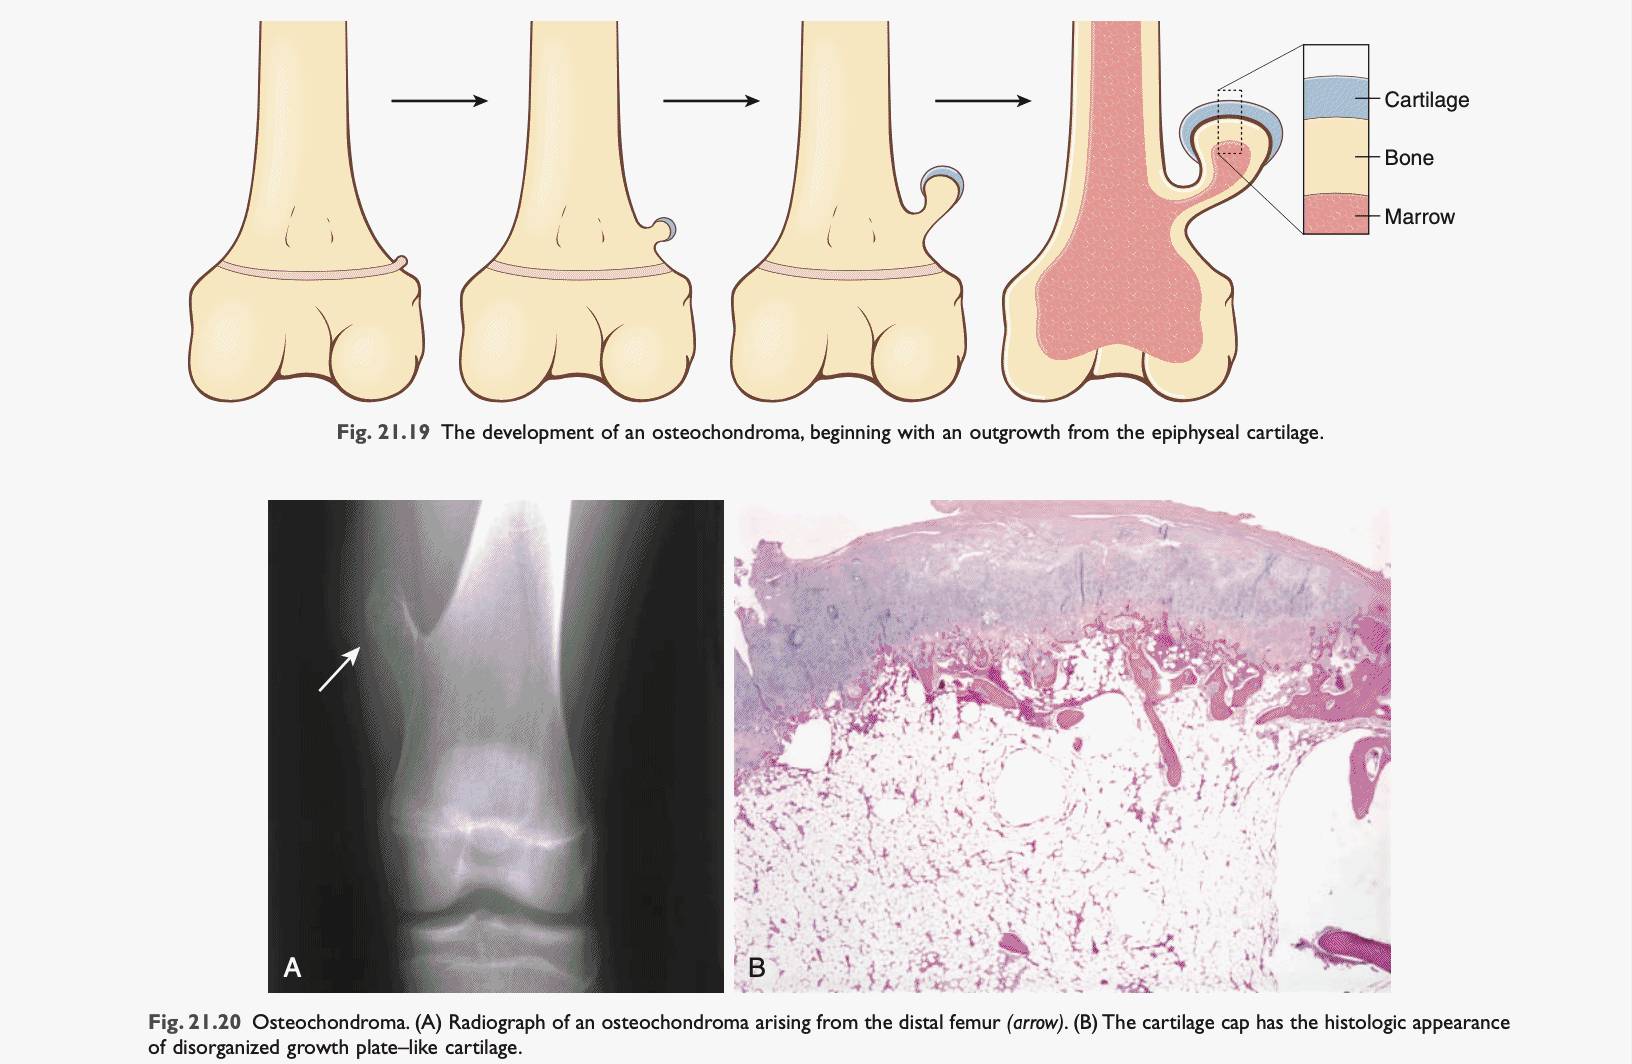 Cartilage
Bone
Marrow
Fig. 21.19 The development of an osteochondroma, beginning with an outgrowth from the epiphyseal cartilage.
A
B
Fig. 21.20 Osteochondroma. (A) Radiograph of an osteochondroma arising from the distal femur (arrow). (B) The cartilage cap has the histologic appearance
of disorganized growth plate–like cartilage.